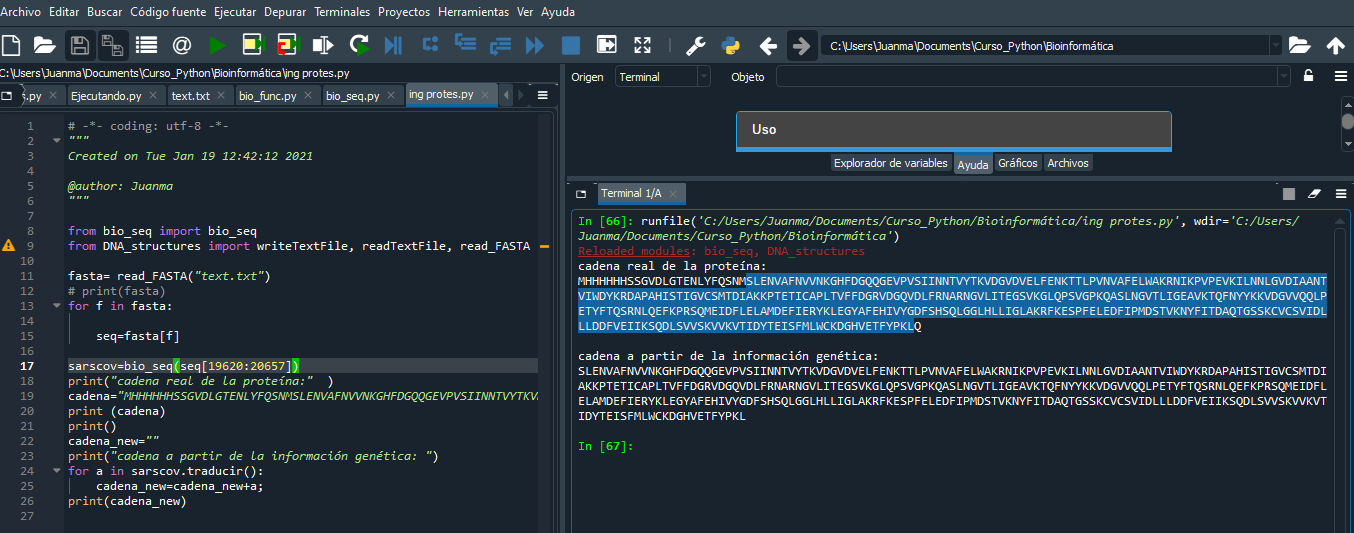 Archivo Editar Buscar Código fuente Ejecutar Depurar Terminales Proyectos Herramientas Ver Ayuda
C:\Users\Juanma\Documents\Curso_Python\Bioinformática
C:\Users\Juanma\Documents\Curso_Python\Bioinformática\ing protes.py
s.py Ejecutando.py text.txt bio_func.py bio_seq.py ing protes.py
1 # -*- coding: utf-8 -*-
2 """
3 Created on Tue Jan 19 12:42:12 2021
4
5 @author: Juanma
6 """
7
8 from bio_seq import bio_seq
9 from DNA_structures import writeTextFile, readTextFile, read_FASTA
10
11 fasta= read_FASTA("text.txt")
12 # print(fasta)
13 for f in fasta:
14
15 seq=fasta[f]
16
17 sarscov=bio_seq(seq[19620:20657])
18 print("cadena real de la proteína:"  )
19 cadena="MHHHHHHSSGVDLGTENLYFQSNMSLENVAFNVVNKGHFDGQQGEVPVSIINNTVYTKV
20 print (cadena)
21 print()
22 cadena_new=""
23 print("cadena a partir de la información genética: ")
24 for a in sarscov.traducir():
25 cadena_new=cadena_new+a;
26 print(cadena_new)
27
Origen Terminal Objeto
Uso
Explorador de variables Ayuda Gráficos Archivos
Terminal 1/A
In [66]: runfile('C:/Users/Juanma/Documents/Curso_Python/Bioinformática/ing protes.py', wdir='C:/Users/
Juanma/Documents/Curso_Python/Bioinformática')
Reloaded modules: bio_seq, DNA_structures
cadena real de la proteína:
MHHHHHHSSGVDLGTENLYFQSNMSLENVAFNVVNKGHFDGQQGEVPVSIINNTVYTKVDGVDVELFENKTTLPVNVAFELWAKRNIKPVPEVKILNNLGVDIAANT
VIWDYKRDAPAHISTIGVCSMTDIAKKPTETICAPLTVFFDGRVDGQVDLFRNARNGVLITEGSVKGLQPSVGPKQASLNGVTLIGEAVKTQFNYYKKVDGVVQQLP
ETYFTQSRNLQEFKPRSQMEIDFLELAMDEFIERYKLEGYAFEHIVYGDFSHSQLGGLHLLIGLAKRFKESPFELEDFIPMDSTVKNYFITDAQTGSSKCVCSVIDL
LLDDFVEIIKSQDLSVVSKVVKVTIDYTEISFMLWCKDGHVETFYPKLQ
cadena a partir de la información genética:
SLENVAFNVVNKGHFDGQQGEVPVSIINNTVYTKVDGVDVELFENKTTLPVNVAFELWAKRNIKPVPEVKILNNLGVDIAANTVIWDYKRDAPAHISTIGVCSMTDI
AKKPTETICAPLTVFFDGRVDGQVDLFRNARNGVLITEGSVKGLQPSVGPKQASLNGVTLIGEAVKTQFNYYKKVDGVVQQLPETYFTQSRNLQEFKPRSQMEIDFL
ELAMDEFIERYKLEGYAFEHIVYGDFSHSQLGGLHLLIGLAKRFKESPFELEDFIPMDSTVKNYFITDAQTGSSKCVCSVIDLLLDDFVEIIKSQDLSVVSKVVKVT
IDYTEISFMLWCKDGHVETFYPKL
In [67]: